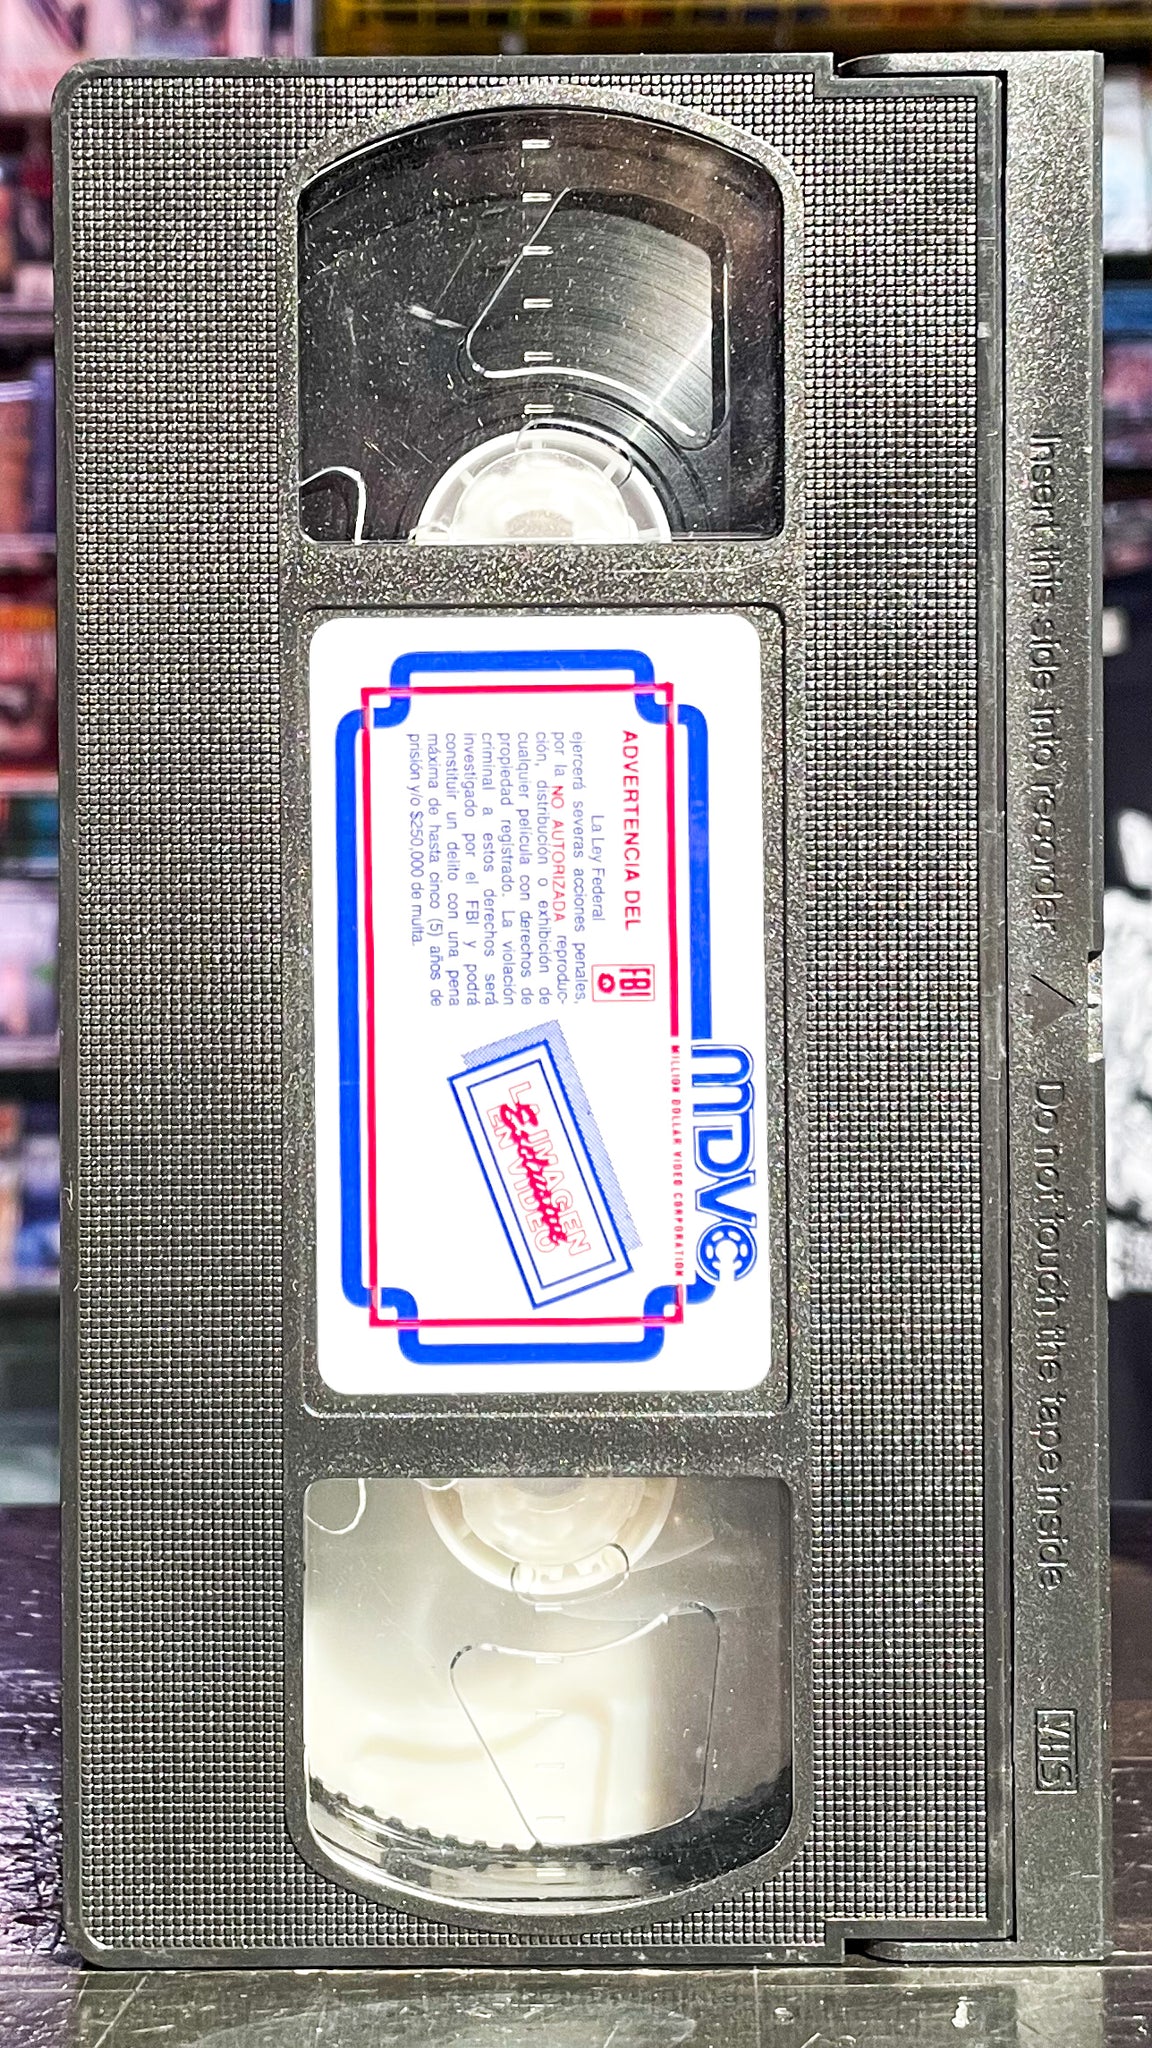 Insert this side into recorder △ Do not touch the tape inside
VHS
MDVC
MILLION DOLLAR VIDEO CORPORATION
ADVERTENCIA DEL
FBI
La Ley Federal
ejercerá severas acciones penales,
por la NO AUTORIZADA reproduc-
ción, distribución o exhibición de
cualquier película con derechos de
propiedad registrado. La violación
criminal a estos derechos será
investigado por el FBI y podrá
constituir un delito con una pena
máxima de hasta cinco (5) años de
prisión y/o $250,000 de multa.
LA IMAGEN
Exclusiva
EN VIDEO